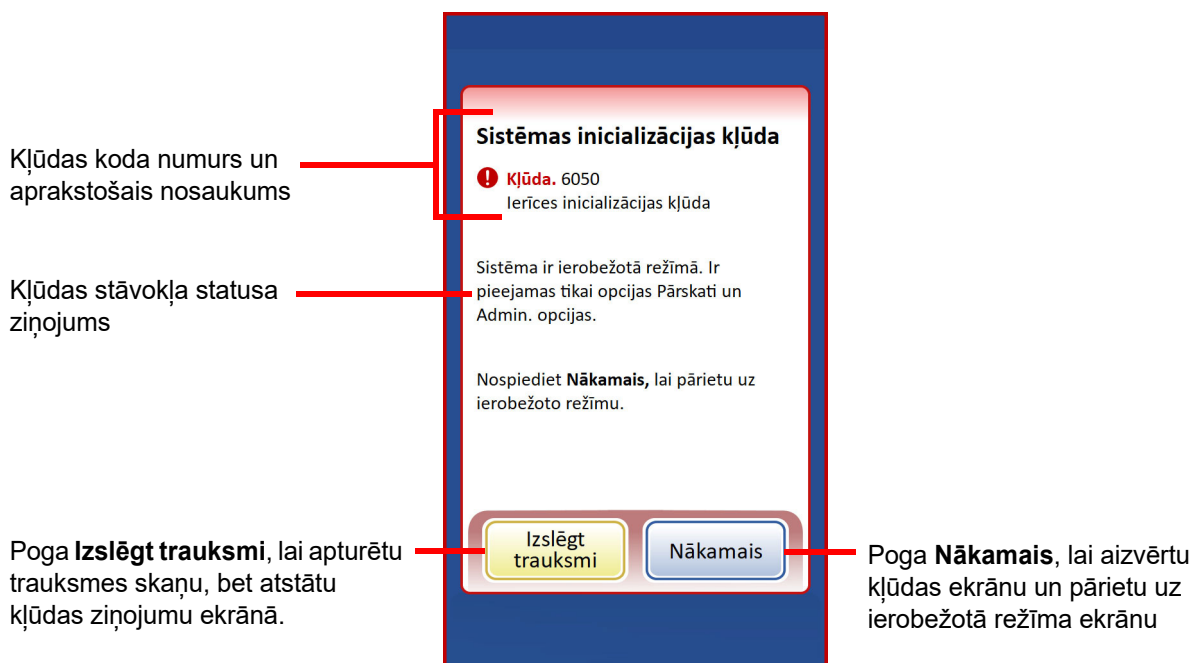 Kļūdas koda numurs un
aprakstošais nosaukums
Kļūdas stāvokļa statusa
ziņojums
Poga Izslēgt trauksmi, lai apturētu
trauksmes skaņu, bet atstātu
kļūdas ziņojumu ekrānā.
Sistēmas inicializācijas kļūda
Kļūda. 6050
Ierīces inicializācijas kļūda
Sistēma ir ierobežotā režīmā. Ir
pieejamas tikai opcijas Pārskati un
Admin. opcijas.
Nospiediet Nākamais, lai pārietu uz
ierobežoto režīmu.
Izslēgt
trauksmi
Nākamais
Poga Nākamais, lai aizvērtu
kļūdas ekrānu un pārietu uz
ierobežotā režīma ekrānu